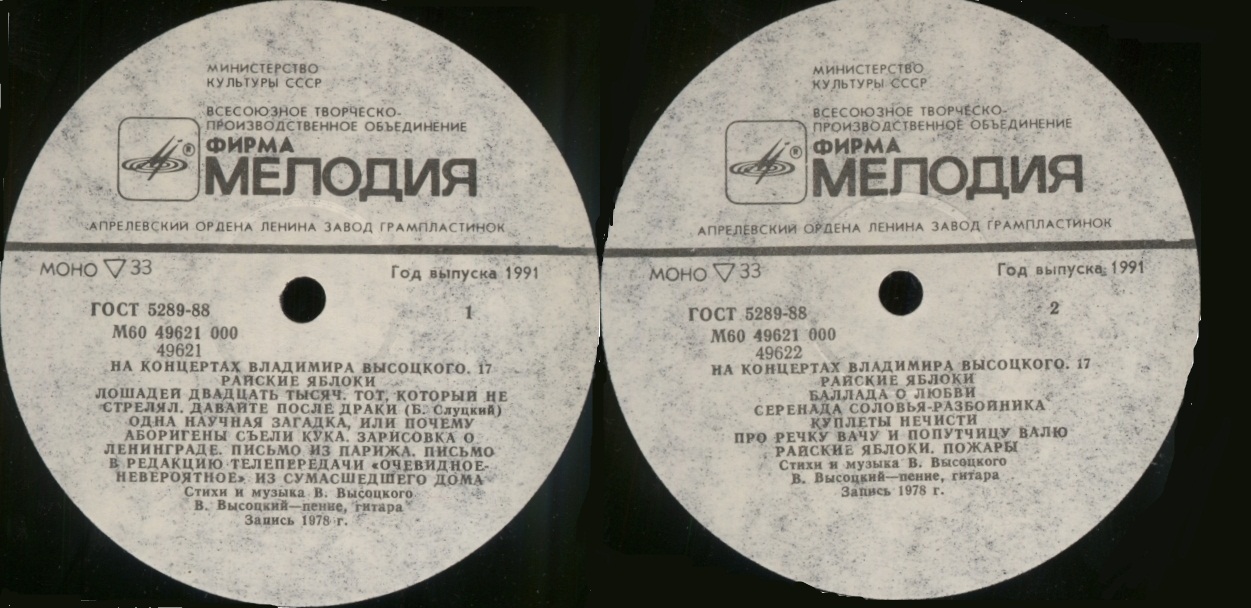 МИНИСТЕРСТВО
КУЛЬТУРЫ СССР
ВСЕСОЮЗНОЕ ТВОРЧЕСКО-
ПРОИЗВОДСТВЕННОЕ ОБЪЕДИНЕНИЕ
®
ФИРМА
МЕЛОДИЯ
АПРЕЛЕВСКИЙ ОРДЕНА ЛЕНИНА ЗАВОД ГРАМПЛАСТИНОК
МОНО ▽ 33
Год выпуска 1991
ГОСТ 5289-88
1
М60 49621 000
49621
НА КОНЦЕРТАХ ВЛАДИМИРА ВЫСОЦКОГО. 17
РАЙСКИЕ ЯБЛОКИ
ЛОШАДЕЙ ДВАДЦАТЬ ТЫСЯЧ. ТОТ, КОТОРЫЙ НЕ
СТРЕЛЯЛ. ДАВАЙТЕ ПОСЛЕ ДРАКИ (Б. Слуцкий)
ОДНА НАУЧНАЯ ЗАГАДКА, ИЛИ ПОЧЕМУ
АБОРИГЕНЫ СЪЕЛИ КУКА. ЗАРИСОВКА О
ЛЕНИНГРАДЕ. ПИСЬМО ИЗ ПАРИЖА. ПИСЬМО
В РЕДАКЦИЮ ТЕЛЕПЕРЕДАЧИ «ОЧЕВИДНОЕ-
НЕВЕРОЯТНОЕ» ИЗ СУМАСШЕДШЕГО ДОМА
Стихи и музыка В. Высоцкого
В. Высоцкий—пение, гитара
Запись 1978 г.
МИНИСТЕРСТВО
КУЛЬТУРЫ СССР
ВСЕСОЮЗНОЕ ТВОРЧЕСКО-
ПРОИЗВОДСТВЕННОЕ ОБЪЕДИНЕНИЕ
®
ФИРМА
МЕЛОДИЯ
АПРЕЛЕВСКИЙ ОРДЕНА ЛЕНИНА ЗАВОД ГРАМПЛАСТИНОК
МОНО ▽ 33
Год выпуска 1991
ГОСТ 5289-88
2
М60 49621 000
49622
НА КОНЦЕРТАХ ВЛАДИМИРА ВЫСОЦКОГО. 17
РАЙСКИЕ ЯБЛОКИ
БАЛЛАДА О ЛЮБВИ
СЕРЕНАДА СОЛОВЬЯ-РАЗБОЙНИКА
КУПЛЕТЫ НЕЧИСТИ
ПРО РЕЧКУ ВАЧУ И ПОПУТЧИЦУ ВАЛЮ
РАЙСКИЕ ЯБЛОКИ. ПОЖАРЫ
Стихи и музыка В. Высоцкого
В. Высоцкий—пение, гитара
Запись 1978 г.